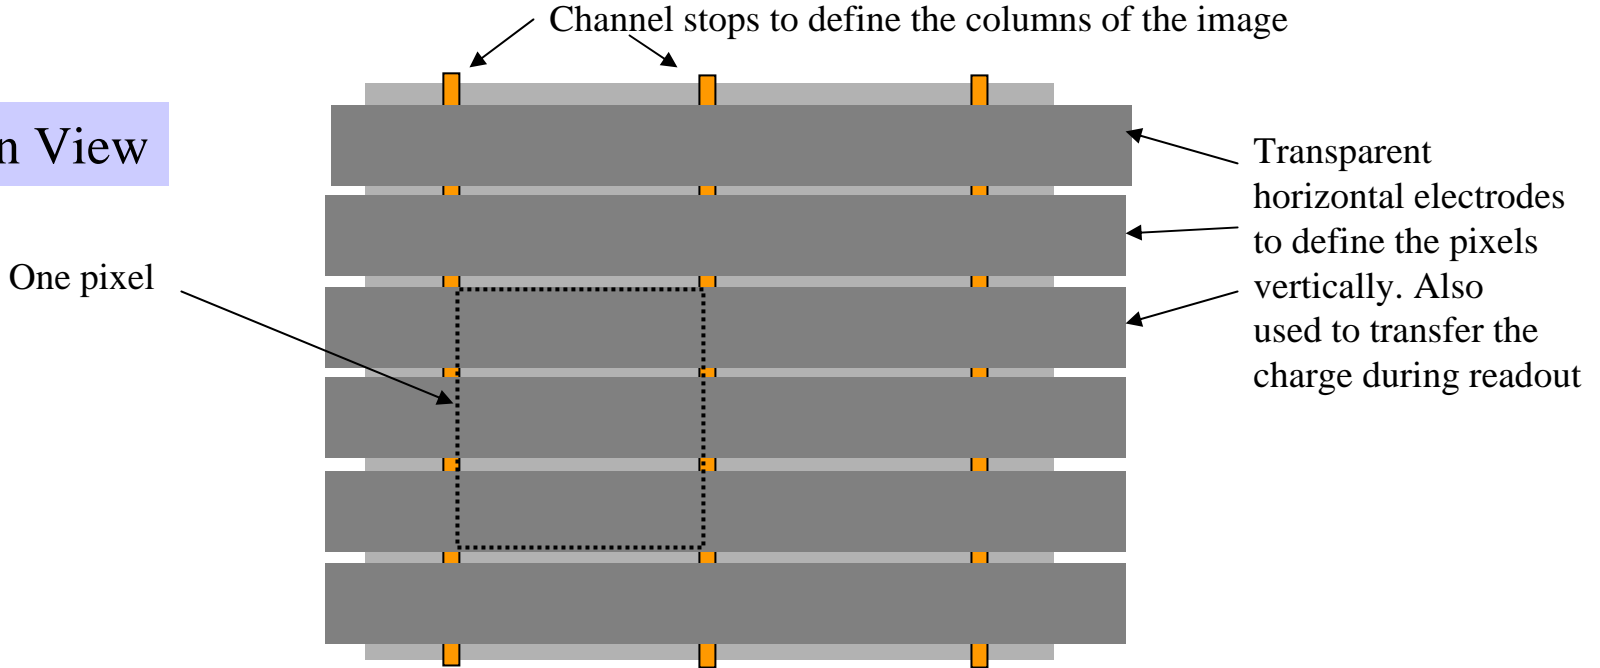 Channel stops to define the columns of the image
n View
One pixel
Transparent
horizontal electrodes
to define the pixels
vertically. Also
used to transfer the
charge during readout